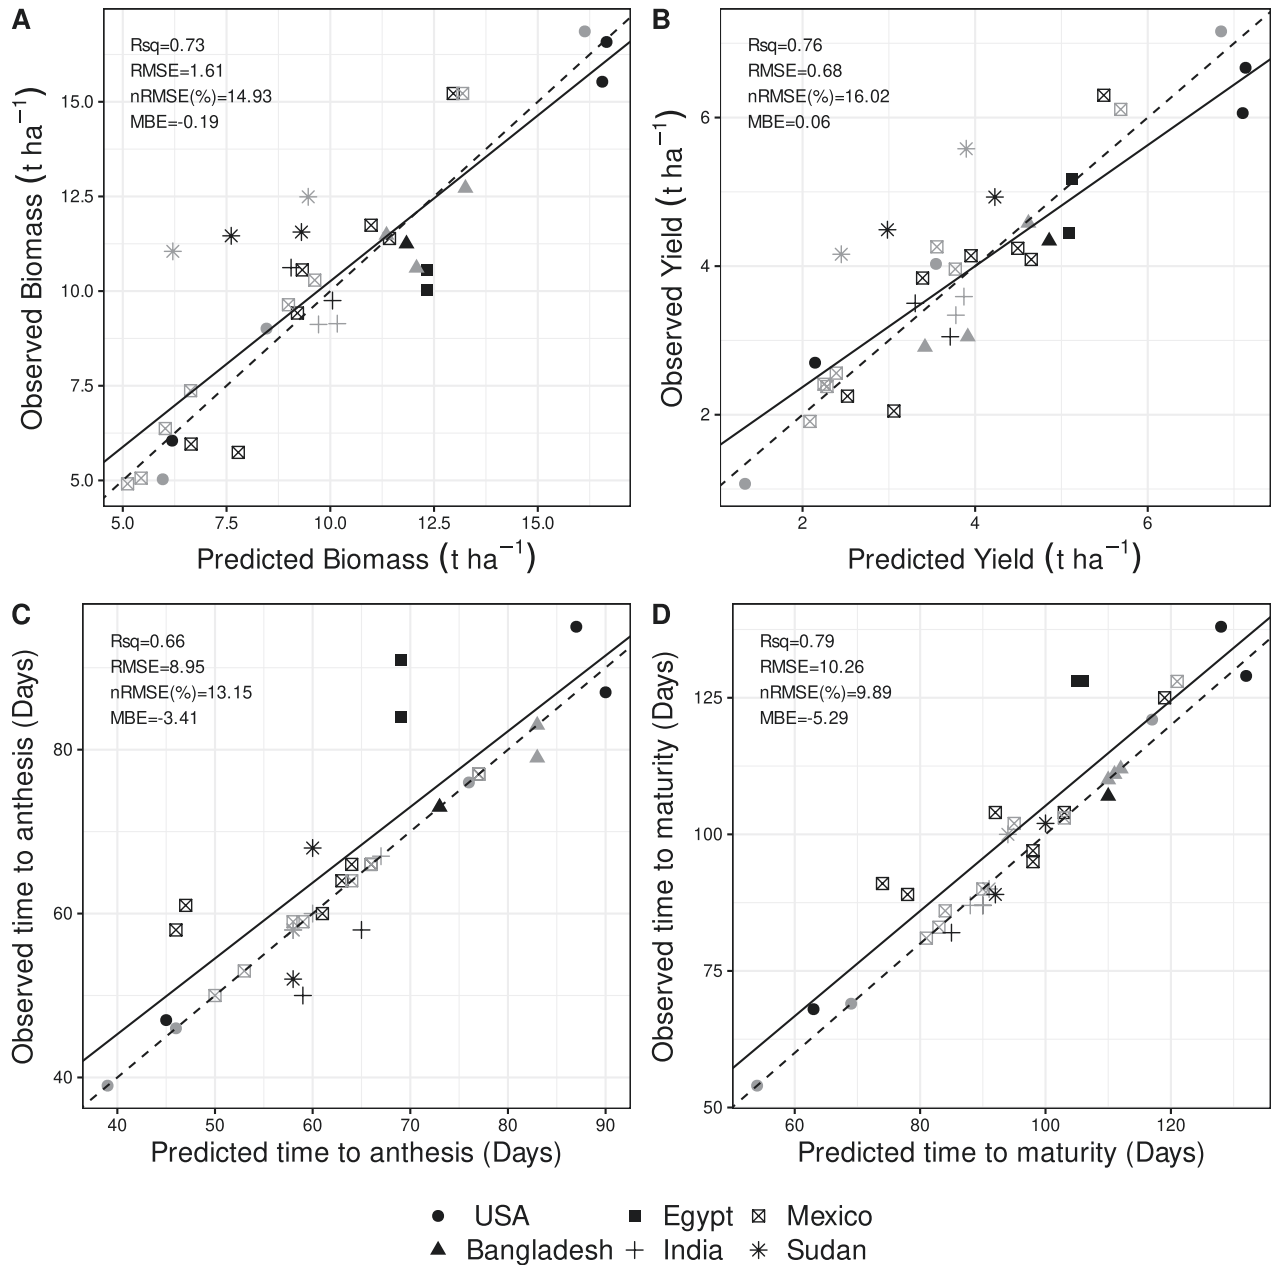 A
Rsq=0.73
RMSE=1.61
nRMSE(%)=14.93
MBE=-0.19
15.0
12.5
10.0
7.5
5.0
5.0 7.5 10.0 12.5 15.0
Observed Biomass (t ha⁻¹)
Predicted Biomass (t ha⁻¹)
B
Rsq=0.76
RMSE=0.68
nRMSE(%)=16.02
MBE=0.06
6
4
2
2 4 6
Observed Yield (t ha⁻¹)
Predicted Yield (t ha⁻¹)
C
Rsq=0.66
RMSE=8.95
nRMSE(%)=13.15
MBE=-3.41
80
60
40
40 50 60 70 80 90
Observed time to anthesis (Days)
Predicted time to anthesis (Days)
D
Rsq=0.79
RMSE=10.26
nRMSE(%)=9.89
MBE=-5.29
125
100
75
50
60 80 100 120
Observed time to maturity (Days)
Predicted time to maturity (Days)
USA Egypt Mexico
Bangladesh India Sudan